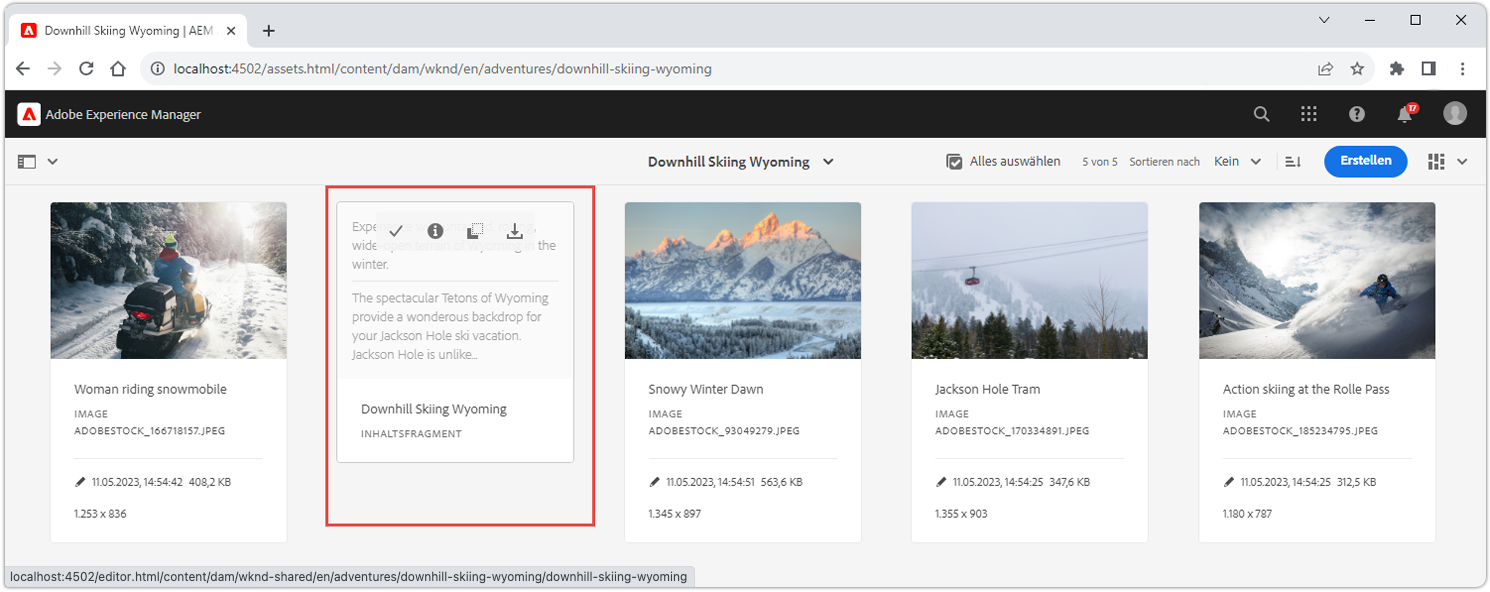 Downhill Skiing Wyoming | AEM
localhost:4502/assets.html/content/dam/wknd/en/adventures/downhill-skiing-wyoming
Adobe Experience Manager
17
Downhill Skiing Wyoming
Alles auswählen
5 von 5
Sortieren nach
Kein
Erstellen
Woman riding snowmobile
IMAGE
ADOBESTOCK_166718157.JPEG
11.05.2023, 14:54:42 408,2 KB
1.253 x 836
the
winter.
The spectacular Tetons of Wyoming
provide a wonderous backdrop for
your Jackson Hole ski vacation.
Jackson Hole is unlike...
Downhill Skiing Wyoming
INHALTSFRAGMENT
Snowy Winter Dawn
IMAGE
ADOBESTOCK_93049279.JPEG
11.05.2023, 14:54:51 563,6 KB
1.345 x 897
Jackson Hole Tram
IMAGE
ADOBESTOCK_170334891.JPEG
11.05.2023, 14:54:25 347,6 KB
1.355 x 903
Action skiing at the Rolle Pass
IMAGE
ADOBESTOCK_185234795.JPEG
11.05.2023, 14:54:25 312,5 KB
1.180 x 787
localhost:4502/editor.html/content/dam/wknd-shared/en/adventures/downhill-skiing-wyoming/downhill-skiing-wyoming